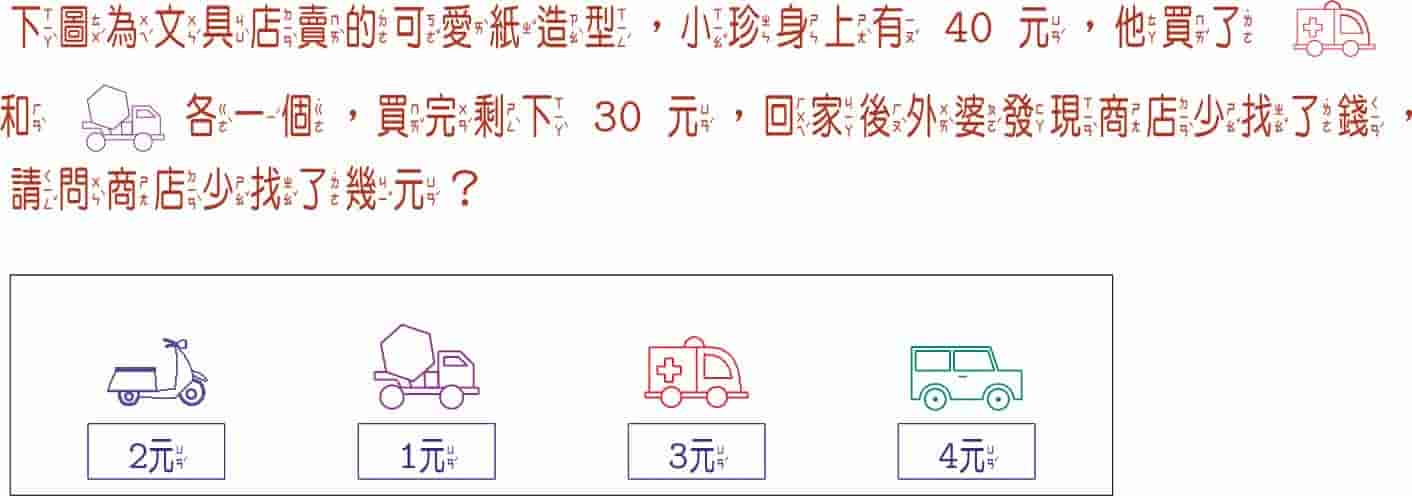 下圖為文具店賣的可愛紙造型，小珍身上有 40 元，他買了
和 各一個，買完剩下 30 元，回家後外婆發現商店少找了錢，
請問商店少找了幾元？
2元 1元 3元 4元